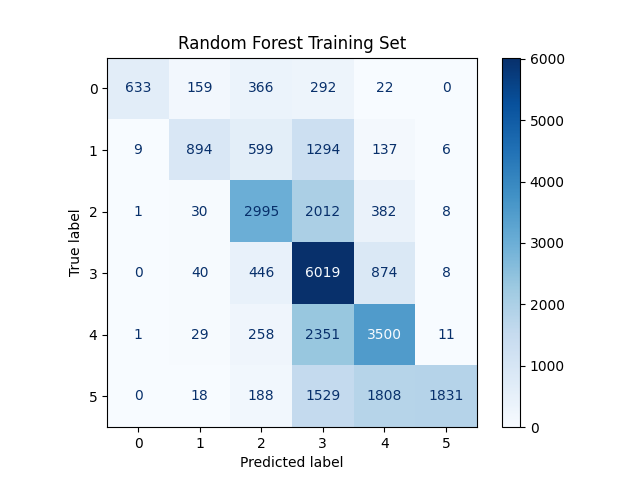 Random Forest Training Set
0 633 159 366 292 22 0
1 9 894 599 1294 137 6
2 1 30 2995 2012 382 8
3 0 40 446 6019 874 8
4 1 29 258 2351 3500 11
5 0 18 188 1529 1808 1831
0 1 2 3 4 5
Predicted label
True label
6000
5000
4000
3000
2000
1000
0